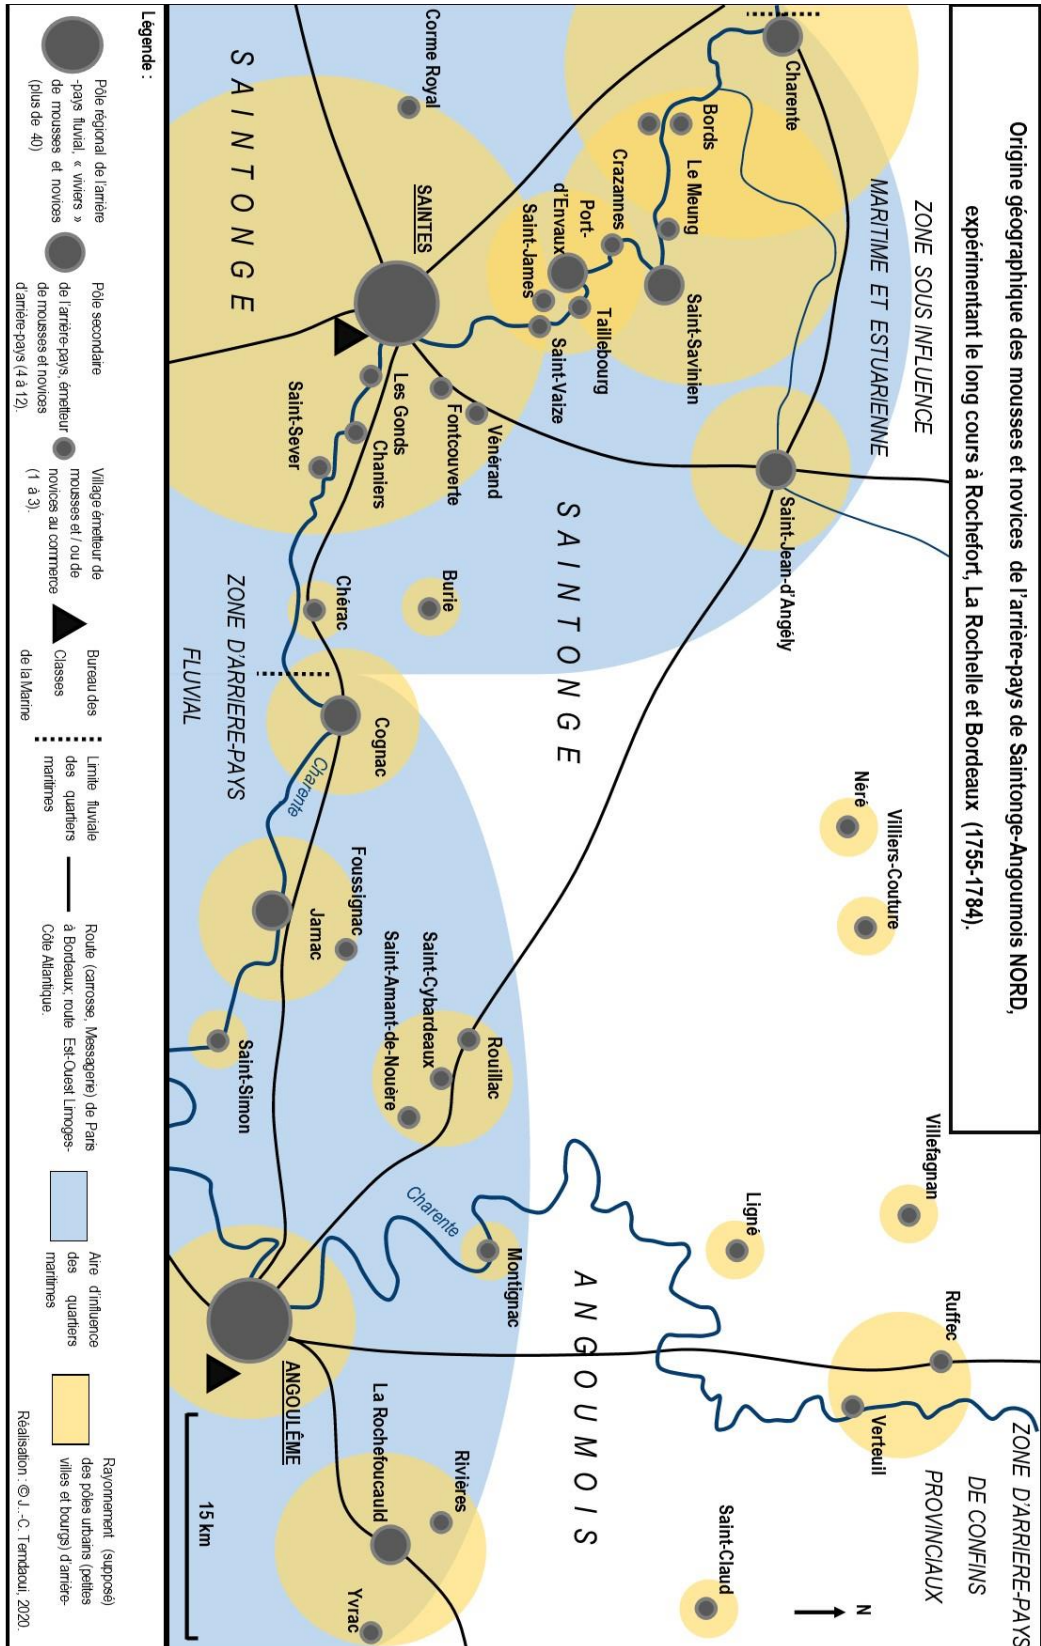 Origine géographique des mousses et novices de l'arrière-pays de Saintonge-Angoumois NORD,
expérimentant le long cours à Rochefort, La Rochelle et Bordeaux (1755-1784).
ZONE SOUS INFLUENCE
MARITIME ET ESTUARIENNE
ZONE D'ARRIERE-PAYS
DE CONFINS
PROVINCIAUX
Charente
Bords
Le Meung
Crazannes
Port-
d'Envaux
Saint-James
Saint-Savinien
Taillebourg
Saint-Vaize
Saint-Jean-d'Angély
Corme Royal
SAINTES
SAINTONGE
Vénérand
Fontcouverte
Les Gonds
Chaniers
Saint-Sever
SAINTONGE
Burie
Chérac
ZONE D'ARRIERE-PAYS
FLUVIAL
Cognac
Charente
Néré
Villiers-Couture
Foussignac
Jarnac
Saint-Simon
Rouillac
Saint-Cybardeaux
Saint-Amant-de-Nouère
Villefagnan
Ligné
Montignac
Charente
Ruffec
Verteuil
ANGOUMOIS
ANGOULÊME
La Rochefoucauld
Rivières
Yvrac
Saint-Claud
N
15 km
Légende :
Pôle régional de l'arrière
-pays fluvial, « viviers »
de mousses et novices
(plus de 40)
Pôle secondaire
de l'arrière-pays, émetteur
de mousses et novices
d'arrière-pays (4 à 12).
Village émetteur de
mousses et / ou de
novices au commerce
(1 à 3).
Bureau des
Classes
de la Marine
Limite fluviale
des quartiers
maritimes
Route (carrosse, Messagerie) de Paris
à Bordeaux; route Est-Ouest Limoges-
Côte Atlantique.
Aire d'influence
des quartiers
maritimes
Rayonnement (supposé)
des pôles urbains (petites
villes et bourgs) d'arrière-
Réalisation : © J. -C. Temdaoui, 2020.